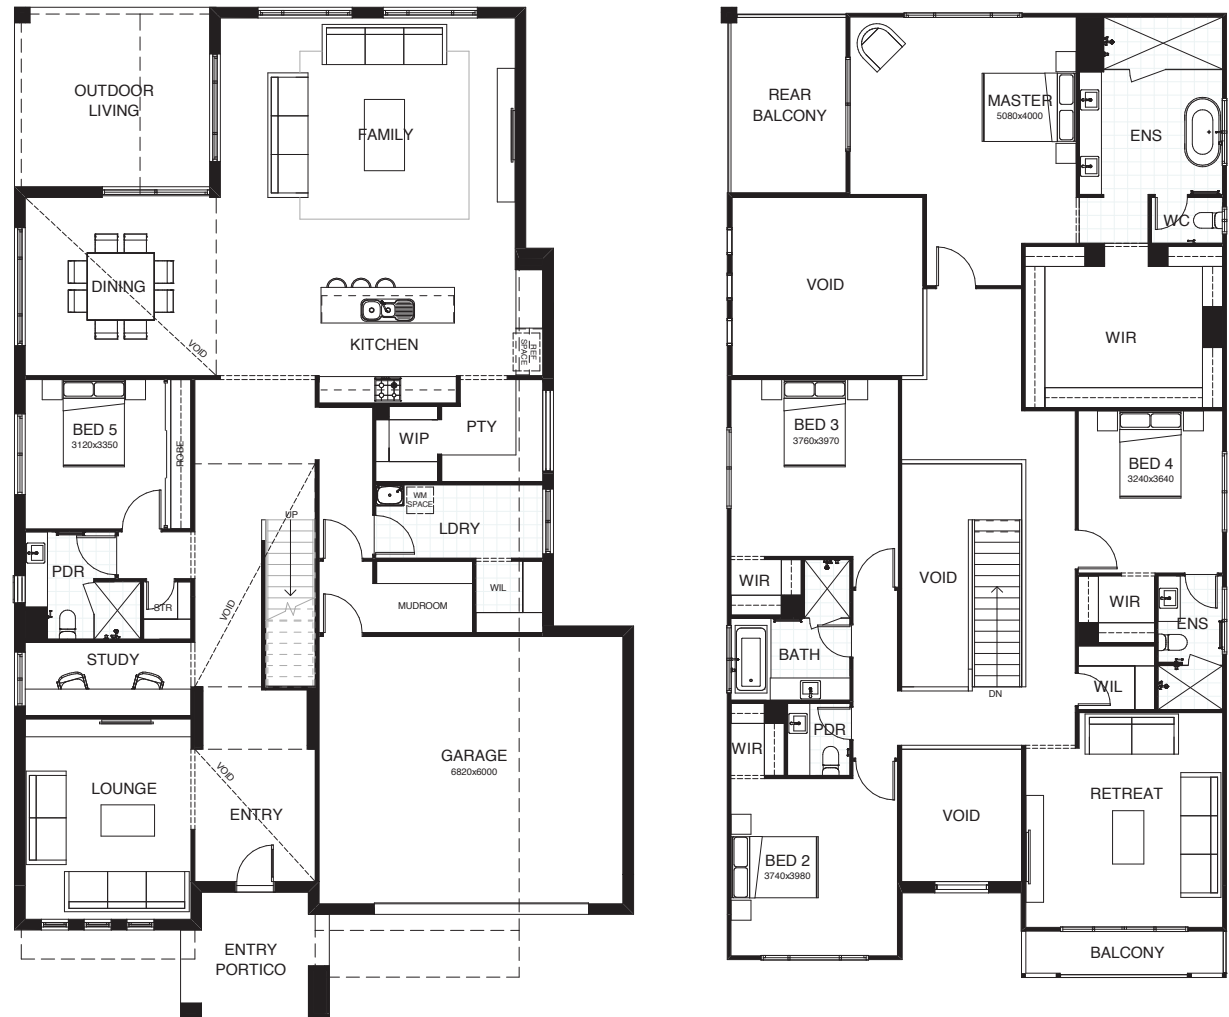 OUTDOOR
LIVING
FAMILY
DINING
VOID
KITCHEN
REF
SPACE
BED 5
3120x3350
ROBE
WIP
PTY
WM
SPACE
LDRY
UP
PDR
STR
VOID
MUDROOM
WIL
STUDY
LOUNGE
VOID
ENTRY
GARAGE
6820x6000
ENTRY
PORTICO
REAR
BALCONY
MASTER
5080x4000
ENS
WC
VOID
WIR
BED 3
3760x3970
BED 4
3240x3640
VOID
WIR
WIR
ENS
BATH
WIL
DN
PDR
WIR
VOID
RETREAT
BED 2
3740x3980
BALCONY